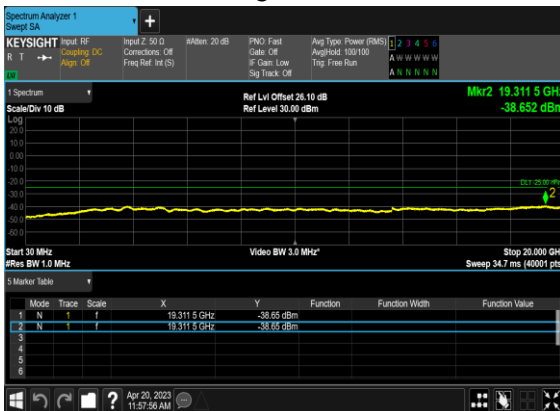 Spectrum Analyzer 1
Swept SA
+
KEYSIGHT Input: RF Input Z: 50 Ω #Atten: 20 dB PNO: Fast Avg Type: Power (RMS) 1 2 3 4 5 6
R T Coupling: DC Corrections: Off Gate: Off Avg|Hold: 100/100 A W W W W W
Align: Off Freq Ref: Int (S) IF Gain: Low Trig: Free Run
LV Sig Track: Off A N N N N N
1 Spectrum Ref Lvl Offset 26.10 dB Mkr2 19.311 5 GHz
Scale/Div 10 dB Ref Level 30.00 dBm -38.652 dBm
Log
20.0
10.0
0.00
-10.0
-20.0 DL1 -25.00 dBm
-30.0 2
-40.0
-50.0
-60.0
Start 30 MHz Video BW 3.0 MHz* Stop 20.000 GHz
#Res BW 1.0 MHz Sweep 34.7 ms (40001 pts
5 Marker Table
Mode Trace Scale X Y Function Function Width Function Value
1 N 1 f 19.311 5 GHz -38.65 dBm
2 N 1 f 19.311 5 GHz -38.65 dBm
3
4
5
6
? Apr 20, 2023
11:57:56 AM